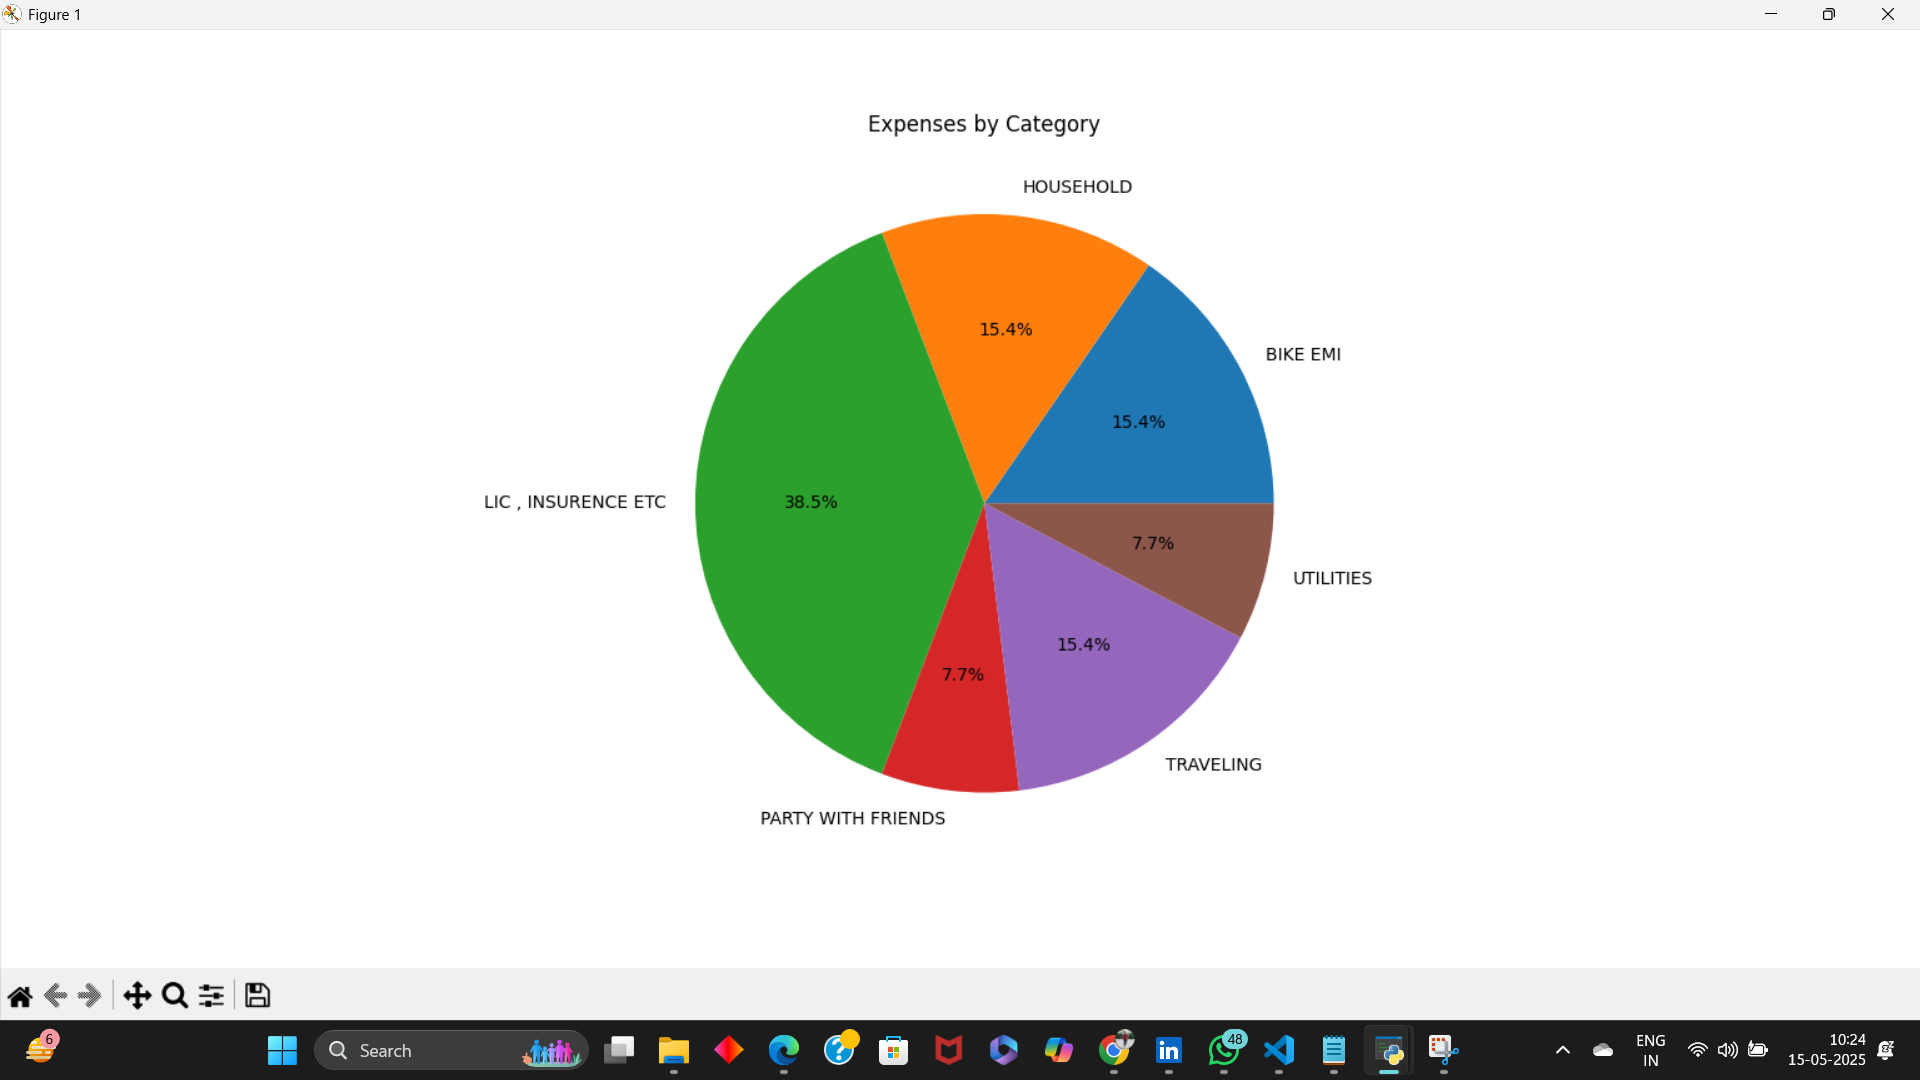 Figure 1
Expenses by Category
HOUSEHOLD
15.4%
BIKE EMI
15.4%
LIC , INSURENCE ETC
38.5%
7.7%
UTILITIES
15.4%
7.7%
TRAVELING
PARTY WITH FRIENDS
6
Search
48
ENG
IN
10:24
15-05-2025